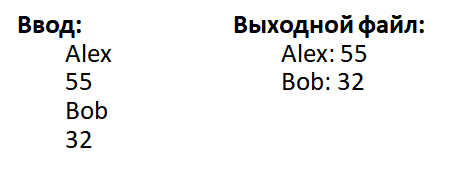 Ввод:
Alex
55
Bob
32
Выходной файл:
Alex: 55
Bob: 32